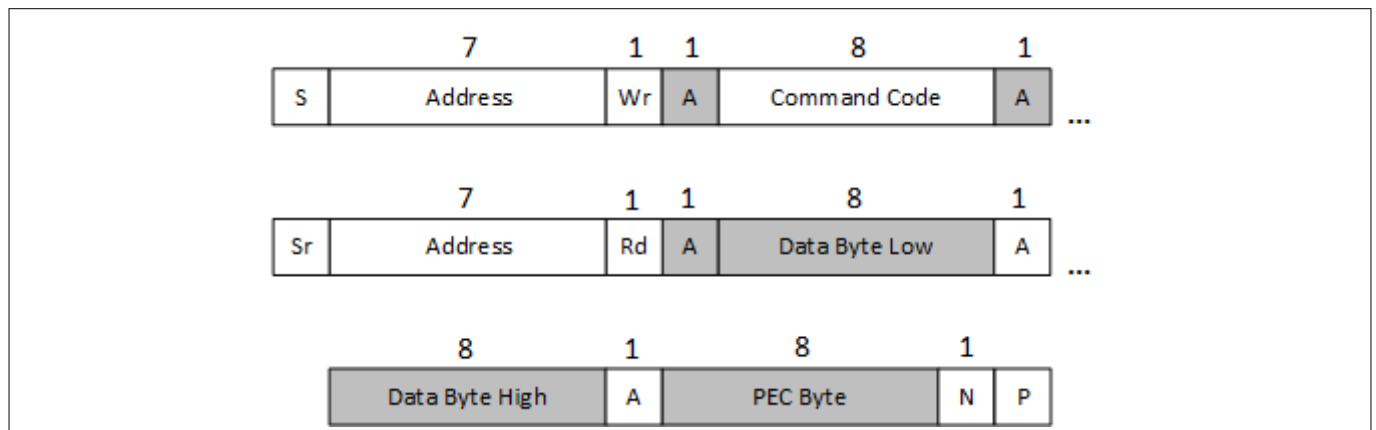 7 1 1 8 1
S Address Wr A Command Code A ...
7 1 1 8 1
Sr Address Rd A Data Byte Low A ...
8 1 8 1
Data Byte High A PEC Byte N P